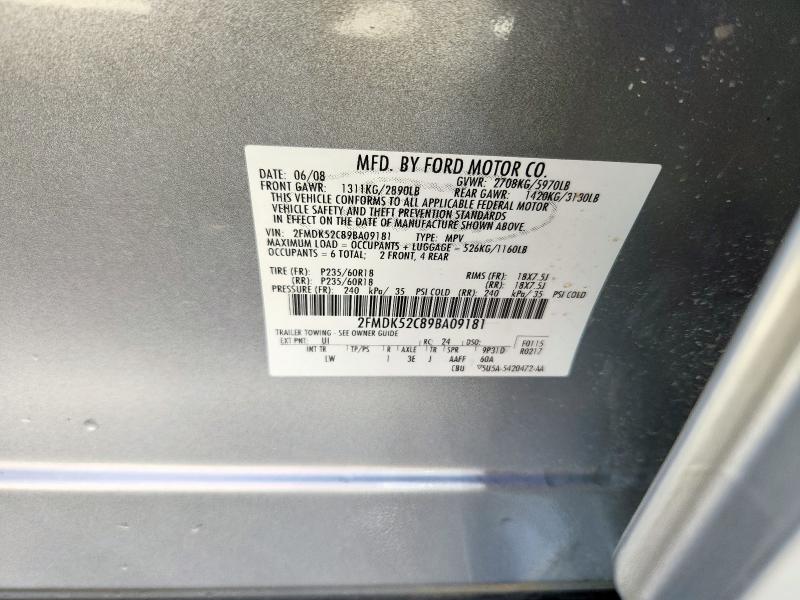 MFD. BY FORD MOTOR CO.
DATE: 06/08 GVWR: 2708KG/5970LB
FRONT GAWR: 1311KG/2890LB REAR GAWR: 1420KG/3130LB
THIS VEHICLE CONFORMS TO ALL APPLICABLE FEDERAL MOTOR
VEHICLE SAFETY AND THEFT PREVENTION STANDARDS
IN EFFECT ON THE DATE OF MANUFACTURE SHOWN ABOVE.
VIN: 2FMDK52C89BA09181 TYPE: MPV
MAXIMUM LOAD = OCCUPANTS + LUGGAGE = 526KG/1160LB
OCCUPANTS = 6 TOTAL; 2 FRONT, 4 REAR
TIRE (FR): P235/60R18 RIMS (FR): 18X7.5J
(RR): P235/60R18 (RR): 18X7.5J
PRESSURE (FR): 240 kPa/ 35 PSI COLD (RR): 240 kPa/ 35 PSI COLD
2FMDK52C89BA09181
TRAILER TOWING - SEE OWNER GUIDE
EXT PNT: UI RC: 24 DSO: F0115
INT TR TP/PS R AXLE TR SPR 9P31D R0217
LW 1 3E J AAFF 60A
CBU 5U5A-5420472-AA